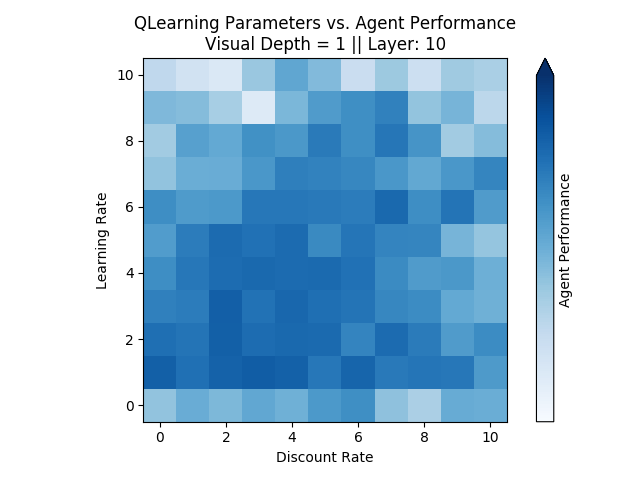 QLearning Parameters vs. Agent Performance
Visual Depth = 1 || Layer: 10
10
8
6
4
2
0
Learning Rate
0 2 4 6 8 10
Discount Rate
Agent Performance